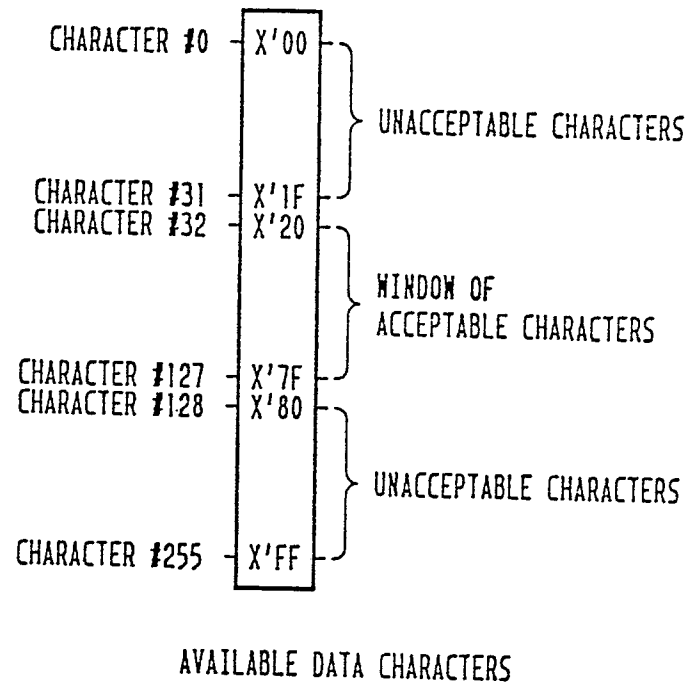 CHARACTER #0 X'00
UNACCEPTABLE CHARACTERS
CHARACTER #31 X'1F
CHARACTER #32 X'20
WINDOW OF
ACCEPTABLE CHARACTERS
CHARACTER #127 X'7F
CHARACTER #128 X'80
UNACCEPTABLE CHARACTERS
CHARACTER #255 X'FF
AVAILABLE DATA CHARACTERS